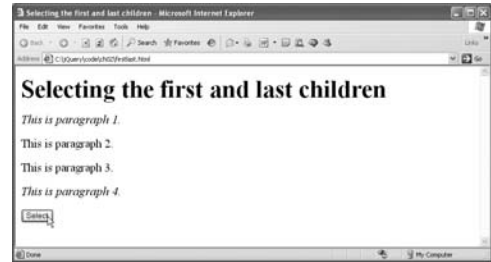 Selecting the first and last children - Microsoft Internet Explorer
File Edit View Favorites Tools Help
Back Search Favorites
Address C:\jQuery\code\ch02\firstlast.html Go Links
Selecting the first and last children
This is paragraph 1.
This is paragraph 2.
This is paragraph 3.
This is paragraph 4.
Select
Done My Computer